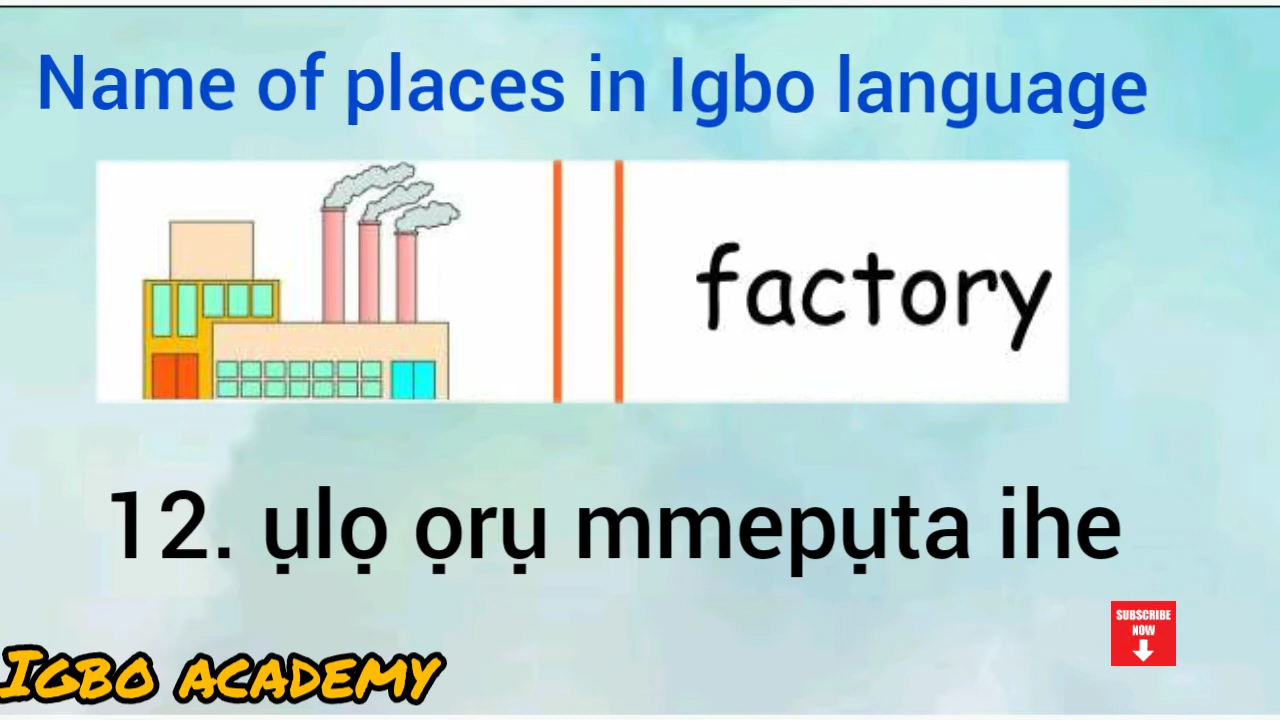 Name of places in Igbo language
factory
12. ụlọ ọrụ mmepụta ihe
SUBSCRIBE
NOW
IGBO ACADEMY